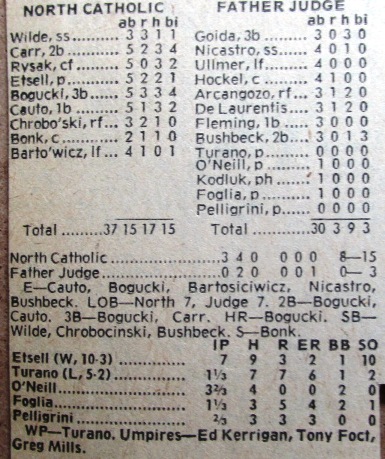 NORTH CATHOLIC
ab r h bi
Wilde, ss... 3 3 1 1
Carr, 2b..... 5 2 3 4
Rysak, cf.... 5 0 3 2
Etsell, p..... 5 2 2 1
Bogucki, 3b.. 5 3 3 4
Cauto, 1b.... 5 1 3 2
Chrobo'ski, rf... 3 2 1 0
Bonk, c...... 2 1 1 0
Barto'wicz, lf... 4 1 0 1
Total .......... 37 15 17 15
FATHER JUDGE
ab r h bi
Goida, 3b........ 3 0 3 0
Nicastro, ss..... 4 0 1 0
Ullmer, lf........ 4 0 0 0
Hockel, c........ 4 1 0 0
Arcangozo, rf... 3 1 2 0
De Laurentis.... 3 1 2 0
Fleming, 1b...... 3 0 0 0
Bushbeck, 2b... 3 0 1 3
Turano, p........ 0 0 0 0
O'Neill, p........ 1 0 0 0
Kodluk, ph...... 1 0 0 0
Foglia, p......... 1 0 0 0
Pelligrini, p...... 0 0 0 0
Total .......... 30 3 9 3
North Catholic .................... 3 4 0 0 0 0 8—15
Father Judge ...................... 0 2 0 0 0 1 0— 3
E—Cauto, Bogucki, Bartosiciwicz, Nicastro,
Bushbeck. LOB—North 7, Judge 7. 2B—Bogucki,
Cauto. 3B—Bogucki, Carr. HR—Bogucki. SB—
Wilde, Chrobocinski, Bushbeck. S—Bonk.
IP H R ER BB SO
Etsell (W, 10-3) .................. 7 9 3 2 1 10
Turano (L, 5-2) .................. 1⅓ 7 7 6 1 2
O'Neill............................... 3⅔ 4 0 0 2 0
Foglia................................ 1⅓ 3 5 4 2 1
Pellegrini .......................... ⅔ 3 3 3 0 0
WP—Turano. Umpires—Ed Kerrigan, Tony Foct,
Greg Mills.